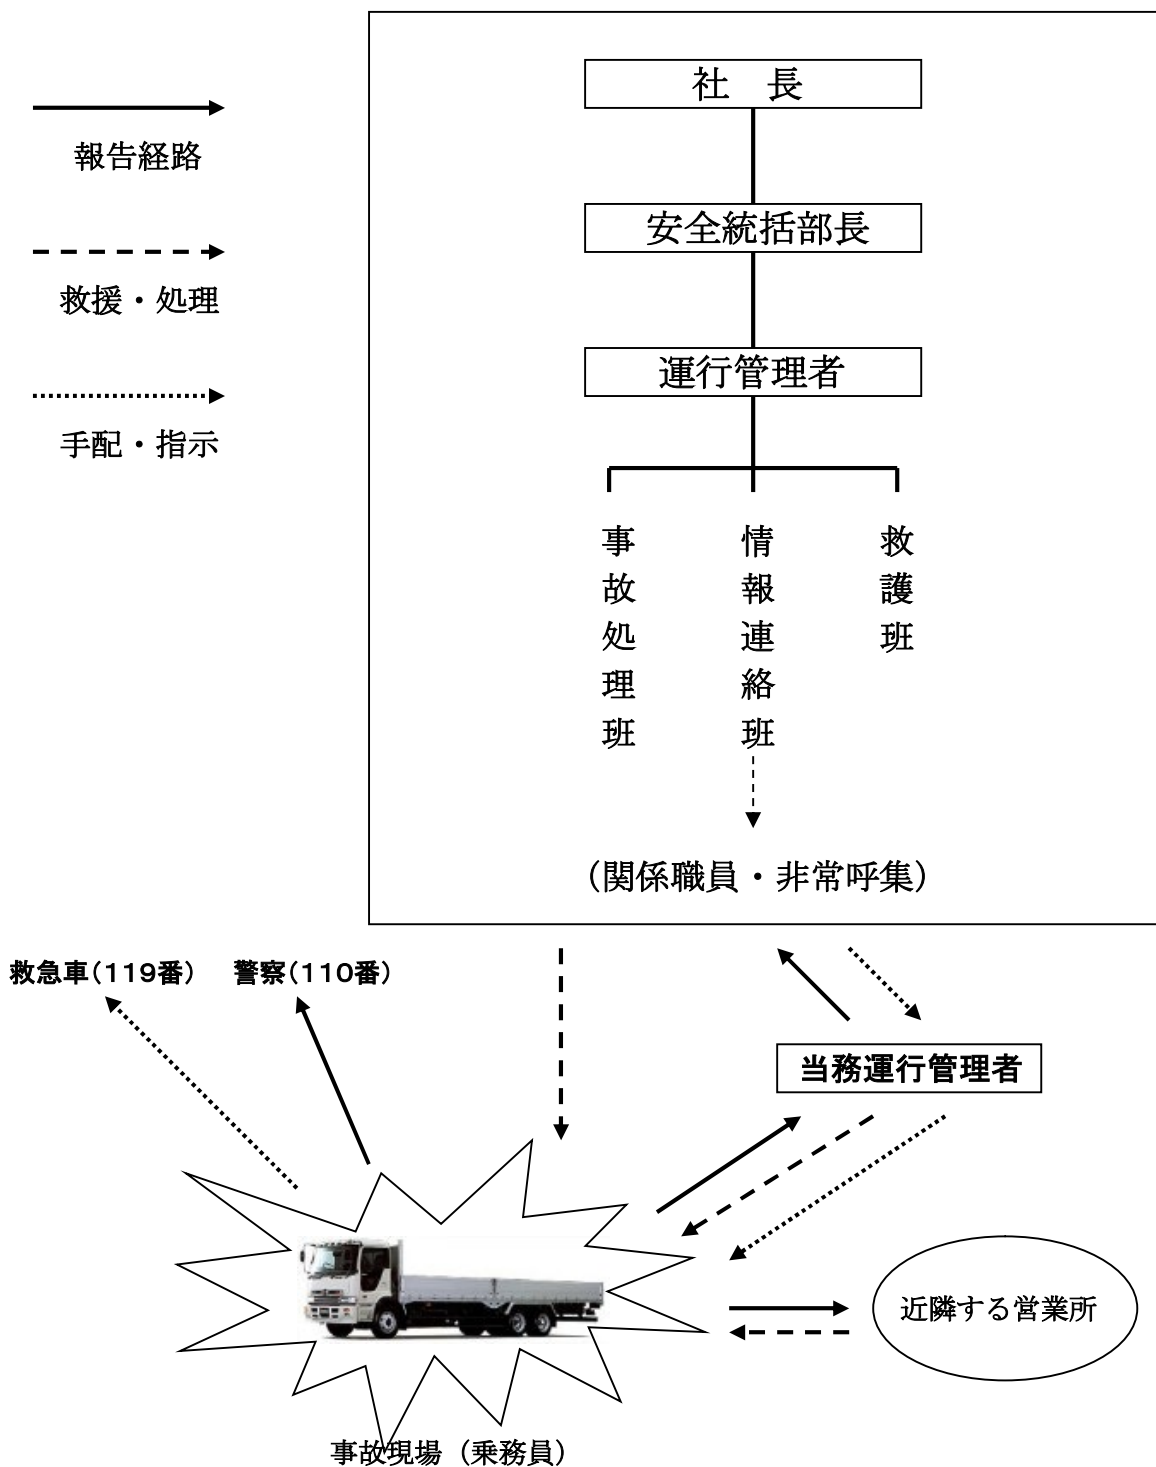 社　長
報告経路
安全統括部長
救援・処理
運行管理者
手配・指示
事故処理班
情報連絡班
救護班
（関係職員・非常呼集）
救急車（119番）　警察（110番）
当務運行管理者
近隣する営業所
事故現場（乗務員）